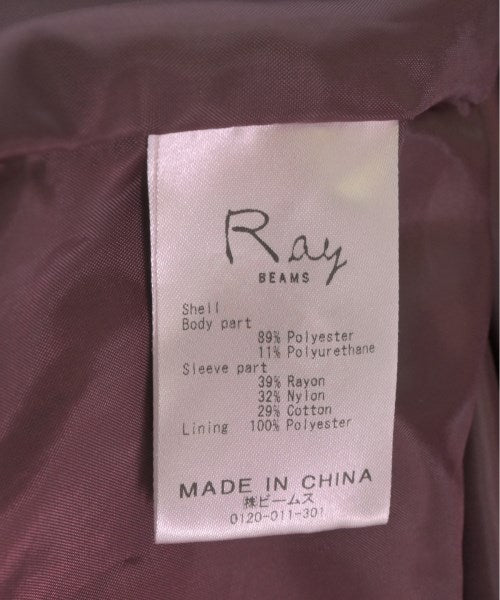 Ray
BEAMS
Shell
Body part
89% Polyester
11% Polyurethane
Sleeve part
39% Rayon
32% Nylon
29% Cotton
Lining 100% Polyester
MADE IN CHINA
㈱ビームス
0120-011-301